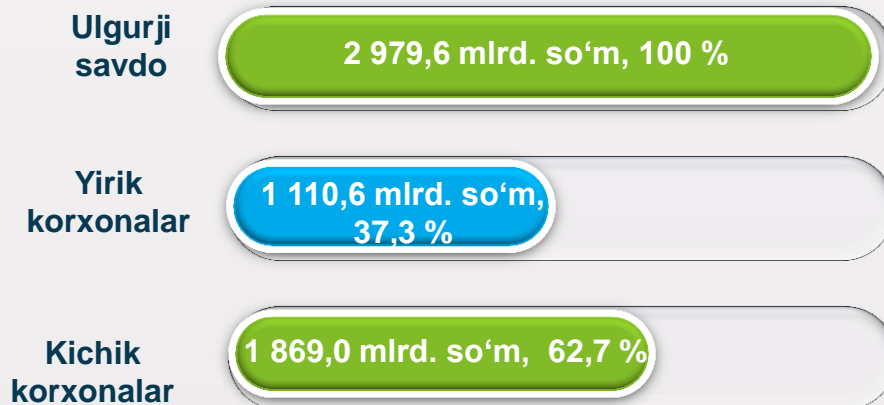 Ulgurji
savdo
2 979,6 mlrd. so‘m, 100 %
Yirik
korxonalar
1 110,6 mlrd. so‘m,
37,3 %
Kichik
korxonalar
1 869,0 mlrd. so‘m, 62,7 %